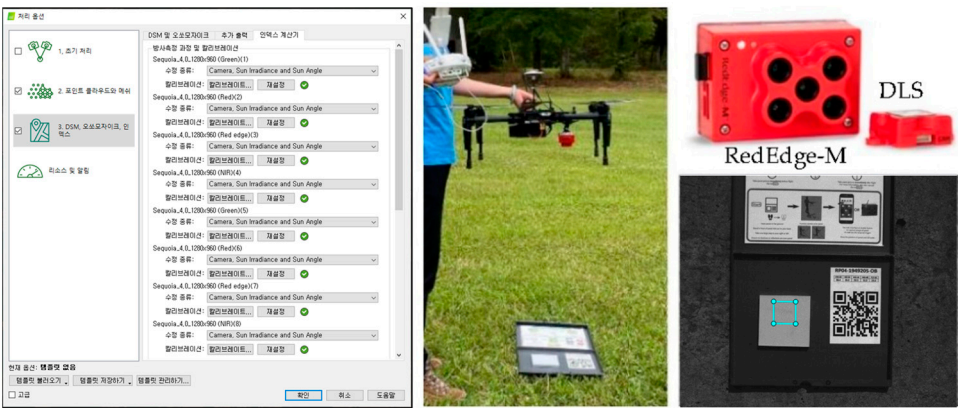 처리 옵션
1. 초기 처리
2. 포인트 클라우드와 메쉬
3. DSM, 오쏘모자이크, 인덱스
리소스 및 알림
DSM 및 오쏘모자이크 추가 출력 인덱스 계산기
방사측정 과정 및 캘리브레이션
Sequoia_4.0_1280x960 (Green)(1)
수정 종류: Camera, Sun Irradiance and Sun Angle
캘리브레이션: 캘리브레이트... 재설정
Sequoia_4.0_1280x960 (Red)(2)
수정 종류: Camera, Sun Irradiance and Sun Angle
캘리브레이션: 캘리브레이트... 재설정
Sequoia_4.0_1280x960 (Red edge)(3)
수정 종류: Camera, Sun Irradiance and Sun Angle
캘리브레이션: 캘리브레이트... 재설정
Sequoia_4.0_1280x960 (NIR)(4)
수정 종류: Camera, Sun Irradiance and Sun Angle
캘리브레이션: 캘리브레이트... 재설정
Sequoia_4.0_1280x960 (Green)(5)
수정 종류: Camera, Sun Irradiance and Sun Angle
캘리브레이션: 캘리브레이트... 재설정
Sequoia_4.0_1280x960 (Red)(6)
수정 종류: Camera, Sun Irradiance and Sun Angle
캘리브레이션: 캘리브레이트... 재설정
Sequoia_4.0_1280x960 (Red edge)(7)
수정 종류: Camera, Sun Irradiance and Sun Angle
캘리브레이션: 캘리브레이트... 재설정
Sequoia_4.0_1280x960 (NIR)(8)
수정 종류: Camera, Sun Irradiance and Sun Angle
캘리브레이션: 캘리브레이트... 재설정
현재 옵션: 템플릿 없음
템플릿 불러오기 템플릿 저장하기 템플릿 관리하기...
고급
확인 취소 도움말
RedEdge-M
DLS
RedEdge-M